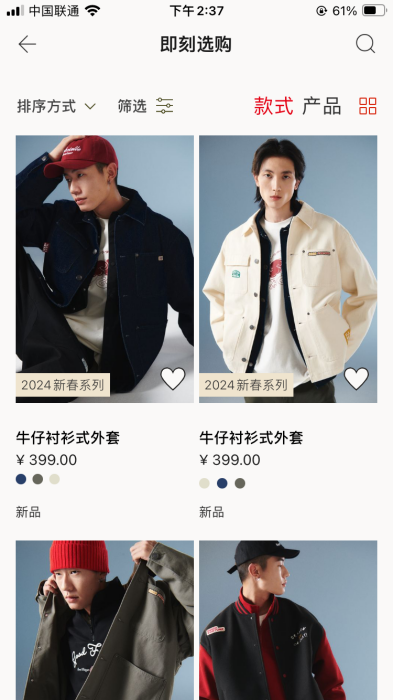 中国联通 下午 2:37 61%
即刻选购
排序方式 筛选 款式 产品
2024新春系列 2024新春系列
牛仔衬衫式外套 牛仔衬衫式外套
¥ 399.00 ¥ 399.00
新品 新品